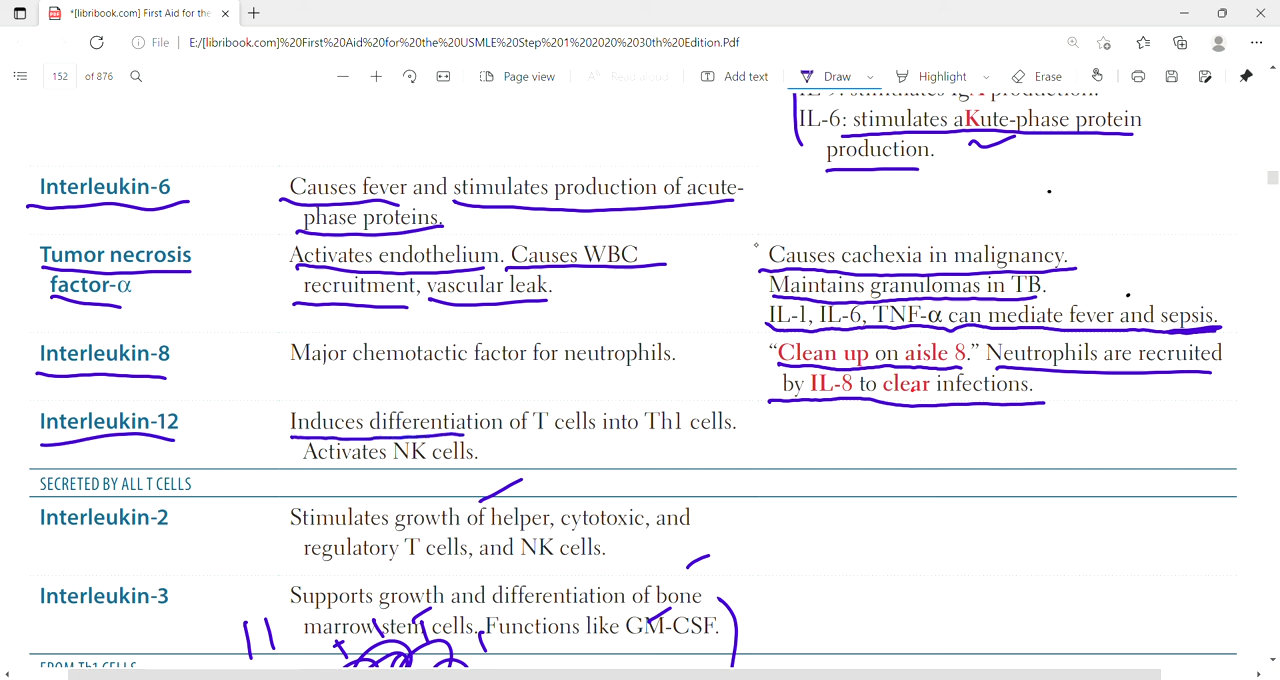 *[libribook.com] First Aid for the
File
E:/[libribook.com]%20First%20Aid%20for%20the%20USMLE%20Step%201%202020%2030th%20Edition.Pdf
152 of 876
Page view
Read aloud
Add text
Draw
Highlight
Erase
IL-6: stimulates aKute-phase protein
production.
Interleukin-6
Causes fever and stimulates production of acute-
phase proteins.
Tumor necrosis
factor-α
Activates endothelium. Causes WBC
recruitment, vascular leak.
Causes cachexia in malignancy.
Maintains granulomas in TB.
IL-1, IL-6, TNF-α can mediate fever and sepsis.
Interleukin-8
Major chemotactic factor for neutrophils.
“Clean up on aisle 8.” Neutrophils are recruited
by IL-8 to clear infections.
Interleukin-12
Induces differentiation of T cells into Th1 cells.
Activates NK cells.
SECRETED BY ALL T CELLS
Interleukin-2
Stimulates growth of helper, cytotoxic, and
regulatory T cells, and NK cells.
Interleukin-3
Supports growth and differentiation of bone
marrow stem cells. Functions like GM-CSF.
FROM Th1 CELLS